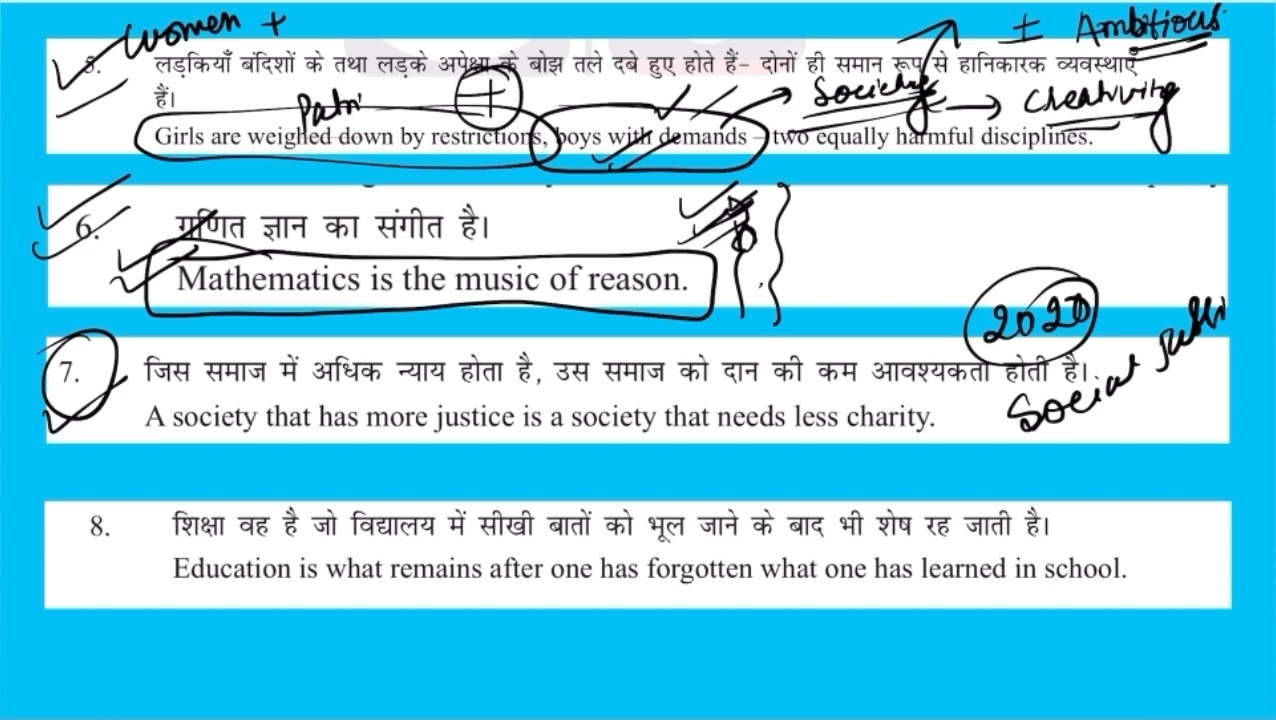 women +
± Ambitious
5. लड़कियाँ बंदिशों के तथा लड़के अपेक्षा के बोझ तले दबे हुए होते हैं– दोनों ही समान रूप से हानिकारक व्यवस्थाएँ
हैं।
Society → Creativity
Girls are weighed down by restrictions, boys with demands – two equally harmful disciplines.
6. गणित ज्ञान का संगीत है।
Mathematics is the music of reason.
2020
7. जिस समाज में अधिक न्याय होता है, उस समाज को दान की कम आवश्यकता होती है।
A society that has more justice is a society that needs less charity.
Social
8. शिक्षा वह है जो विद्यालय में सीखी बातों को भूल जाने के बाद भी शेष रह जाती है।
Education is what remains after one has forgotten what one has learned in school.